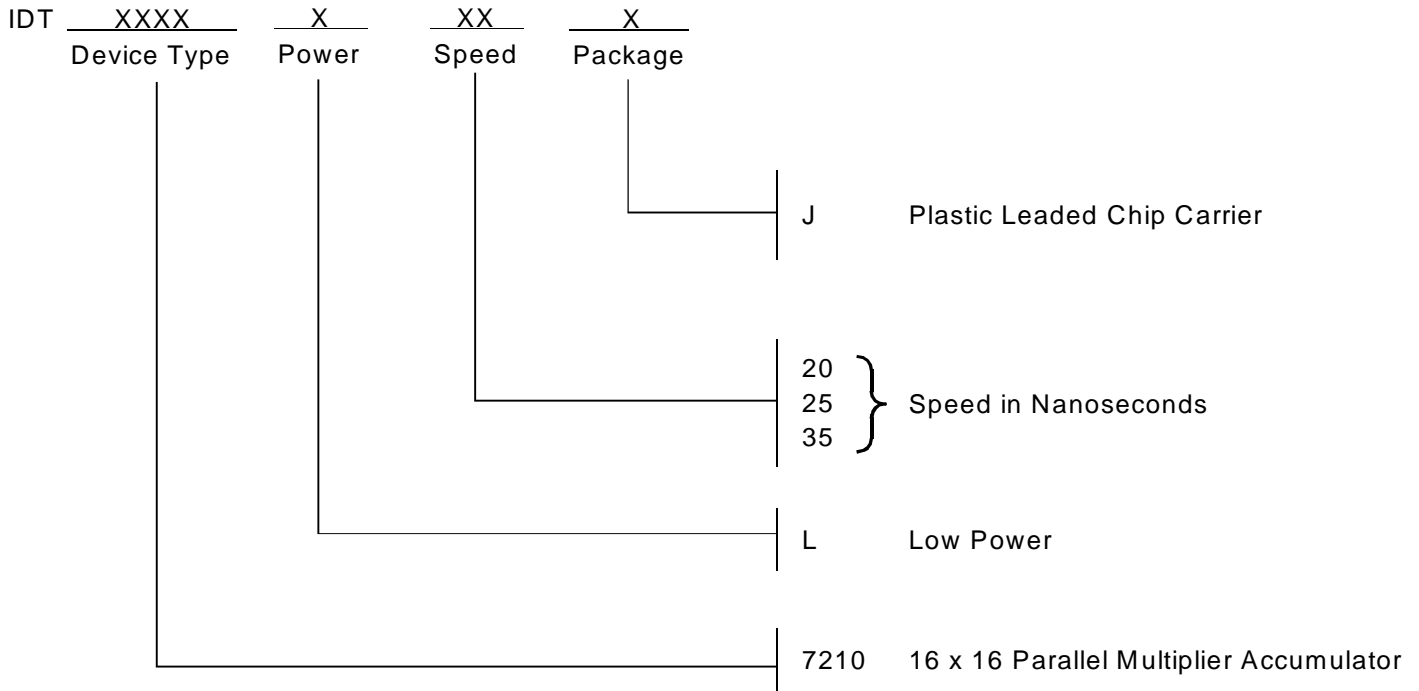 IDT XXXX X XX X
Device Type Power Speed Package
J Plastic Leaded Chip Carrier
20
25 Speed in Nanoseconds
35
L Low Power
7210 16 x 16 Parallel Multiplier Accumulator